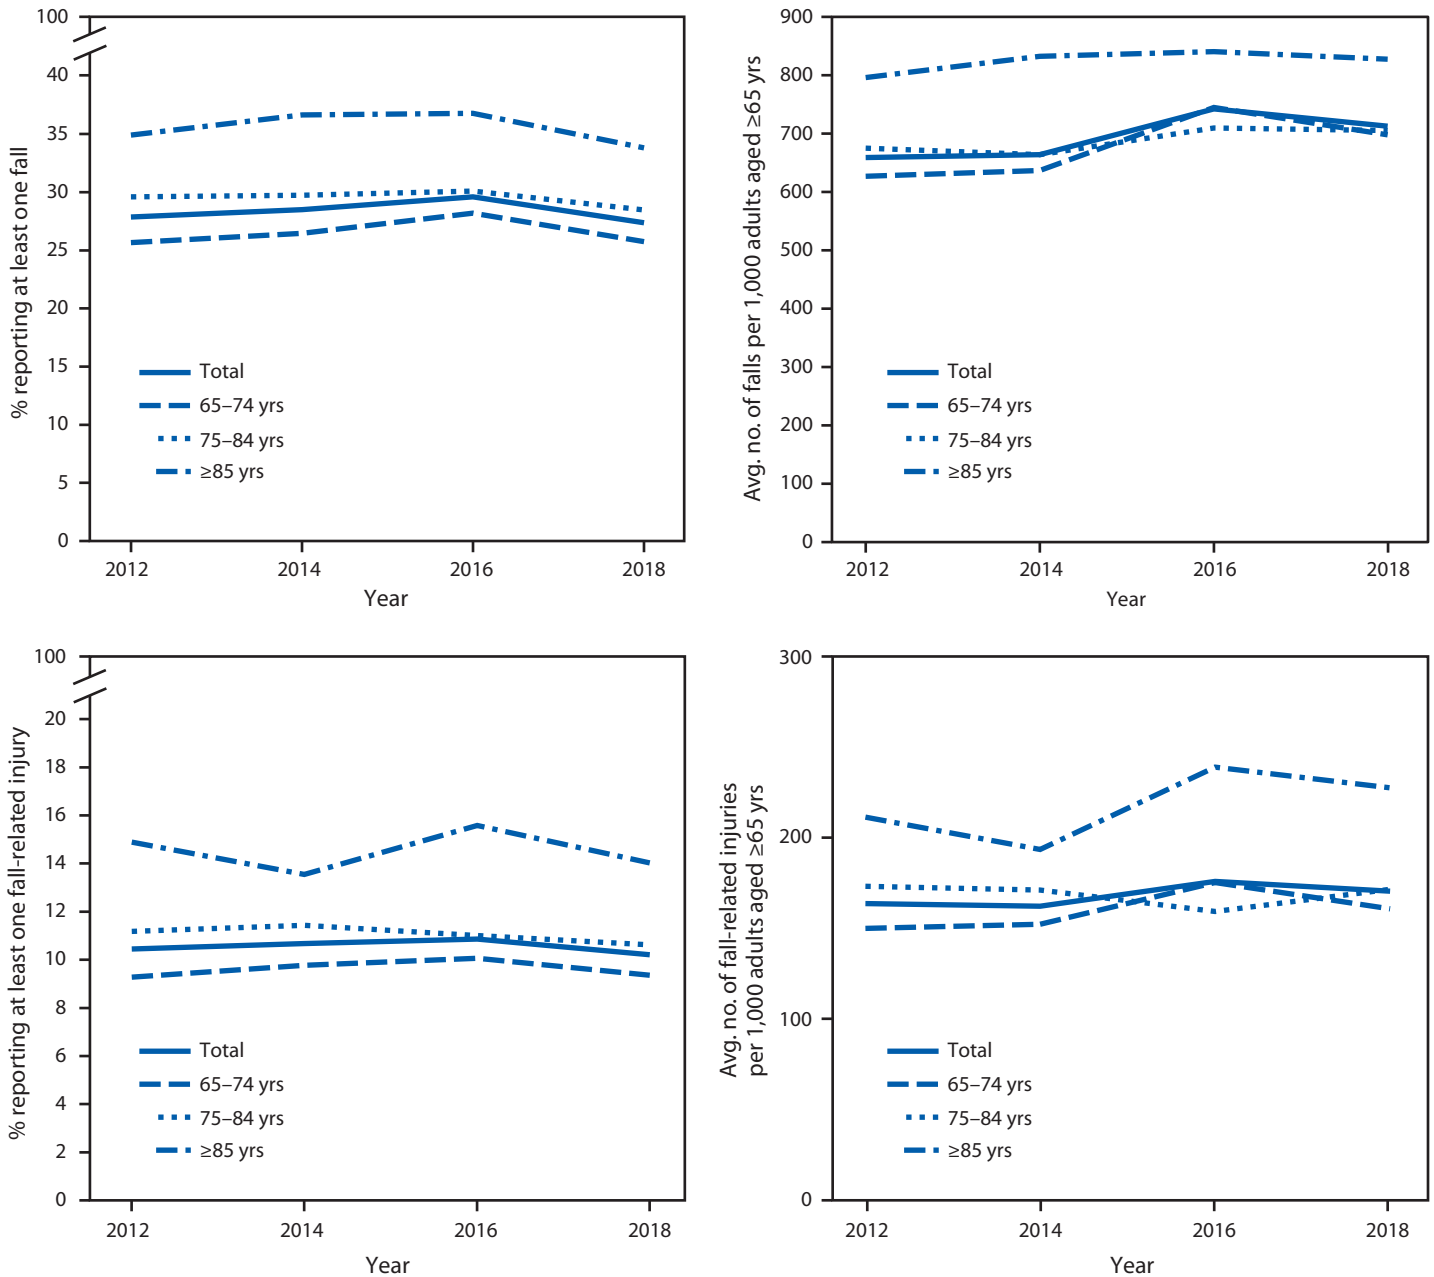 % reporting at least one fall
100
40
35
30
25
20
15
10
5
0
Total
65–74 yrs
75–84 yrs
≥85 yrs
2012 2014 2016 2018
Year
Avg. no. of falls per 1,000 adults aged ≥65 yrs
900
800
700
600
500
400
300
200
100
0
Total
65–74 yrs
75–84 yrs
≥85 yrs
2012 2014 2016 2018
Year
% reporting at least one fall-related injury
100
20
18
16
14
12
10
8
6
4
2
0
Total
65–74 yrs
75–84 yrs
≥85 yrs
2012 2014 2016 2018
Year
Avg. no. of fall-related injuries
per 1,000 adults aged ≥65 yrs
300
200
100
0
Total
65–74 yrs
75–84 yrs
≥85 yrs
2012 2014 2016 2018
Year